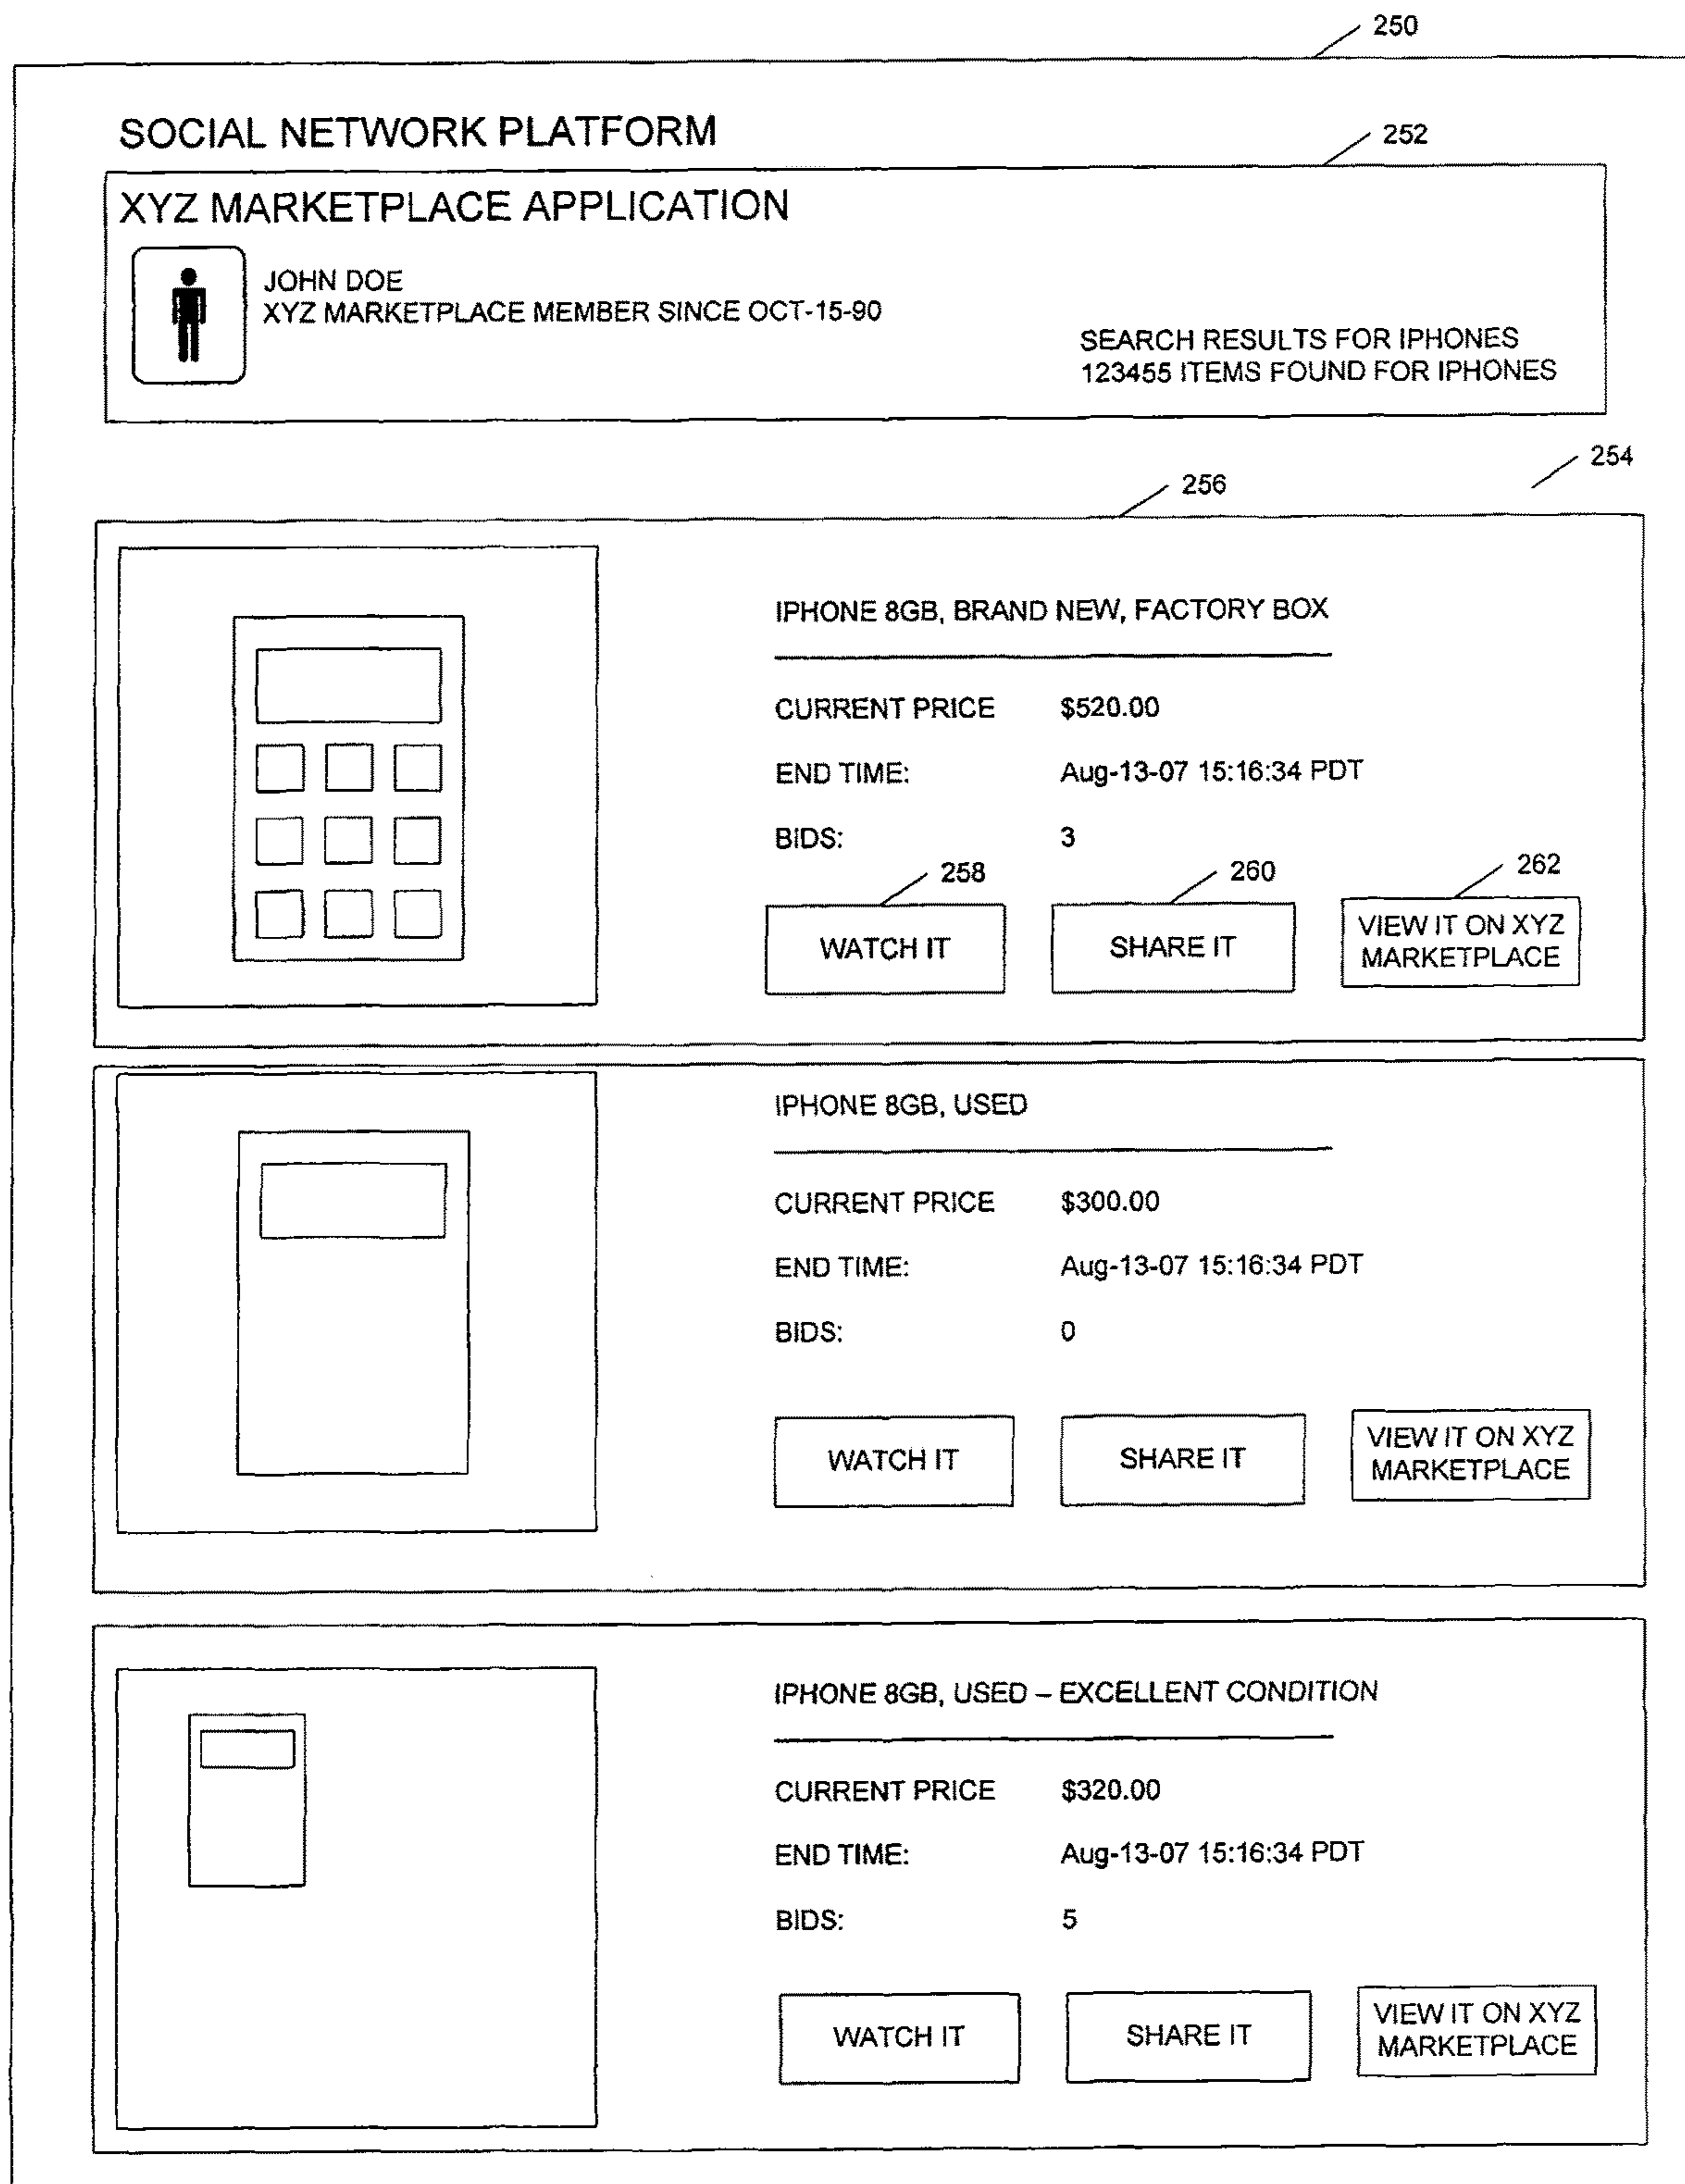 250
SOCIAL NETWORK PLATFORM
252
XYZ MARKETPLACE APPLICATION
JOHN DOE
XYZ MARKETPLACE MEMBER SINCE OCT-15-90
SEARCH RESULTS FOR IPHONES
123455 ITEMS FOUND FOR IPHONES
254
256
IPHONE 8GB, BRAND NEW, FACTORY BOX
CURRENT PRICE $520.00
END TIME: Aug-13-07 15:16:34 PDT
BIDS: 3
258 260 262
WATCH IT
SHARE IT
VIEW IT ON XYZ
MARKETPLACE
IPHONE 8GB, USED
CURRENT PRICE $300.00
END TIME: Aug-13-07 15:16:34 PDT
BIDS: 0
WATCH IT
SHARE IT
VIEW IT ON XYZ
MARKETPLACE
IPHONE 8GB, USED – EXCELLENT CONDITION
CURRENT PRICE $320.00
END TIME: Aug-13-07 15:16:34 PDT
BIDS: 5
WATCH IT
SHARE IT
VIEW IT ON XYZ
MARKETPLACE